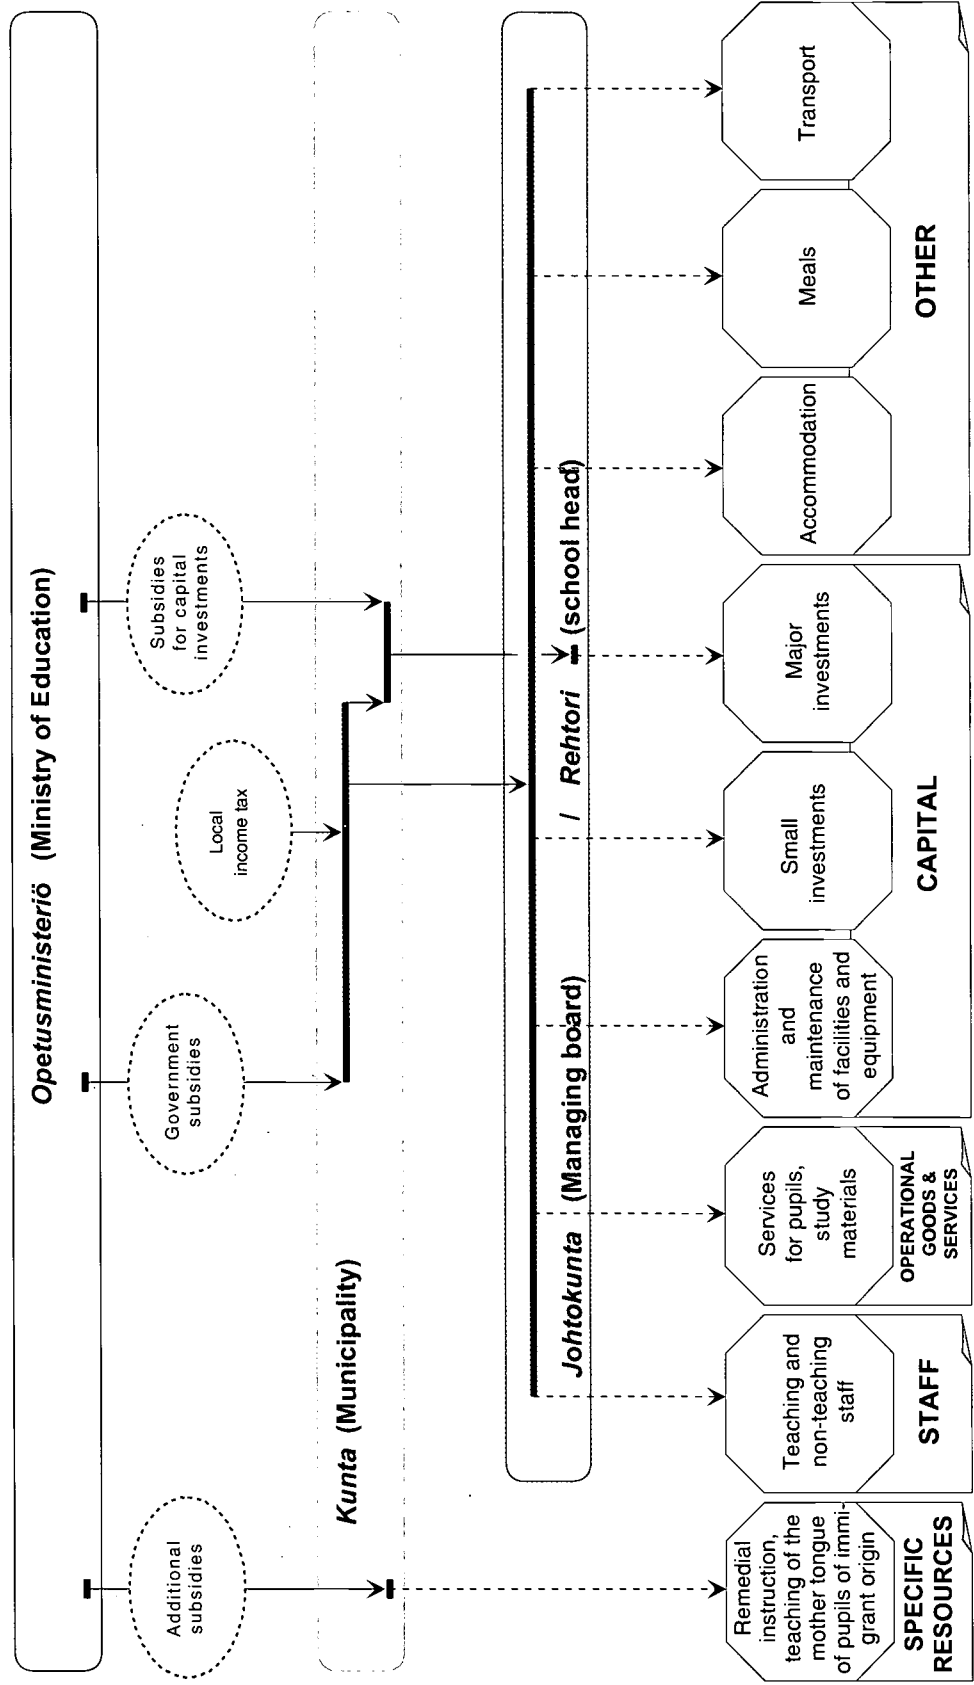 Opetusministeriö (Ministry of Education)
Additional
subsidies
Government
subsidies
Local
income tax
Subsidies
for capital
investments
Kunta (Municipality)
Johtokunta (Managing board) / Rehtori (school head)
Remedial
instruction,
teaching of the
mother tongue
of pupils of immi-
grant origin
Teaching and
non-teaching
staff
Services
for pupils,
study
materials
Administration
and
maintenance
of facilities and
equipment
Small
investments
Major
investments
Accommodation
Meals
Transport
SPECIFIC
RESOURCES
STAFF
OPERATIONAL
GOODS &
SERVICES
CAPITAL
OTHER